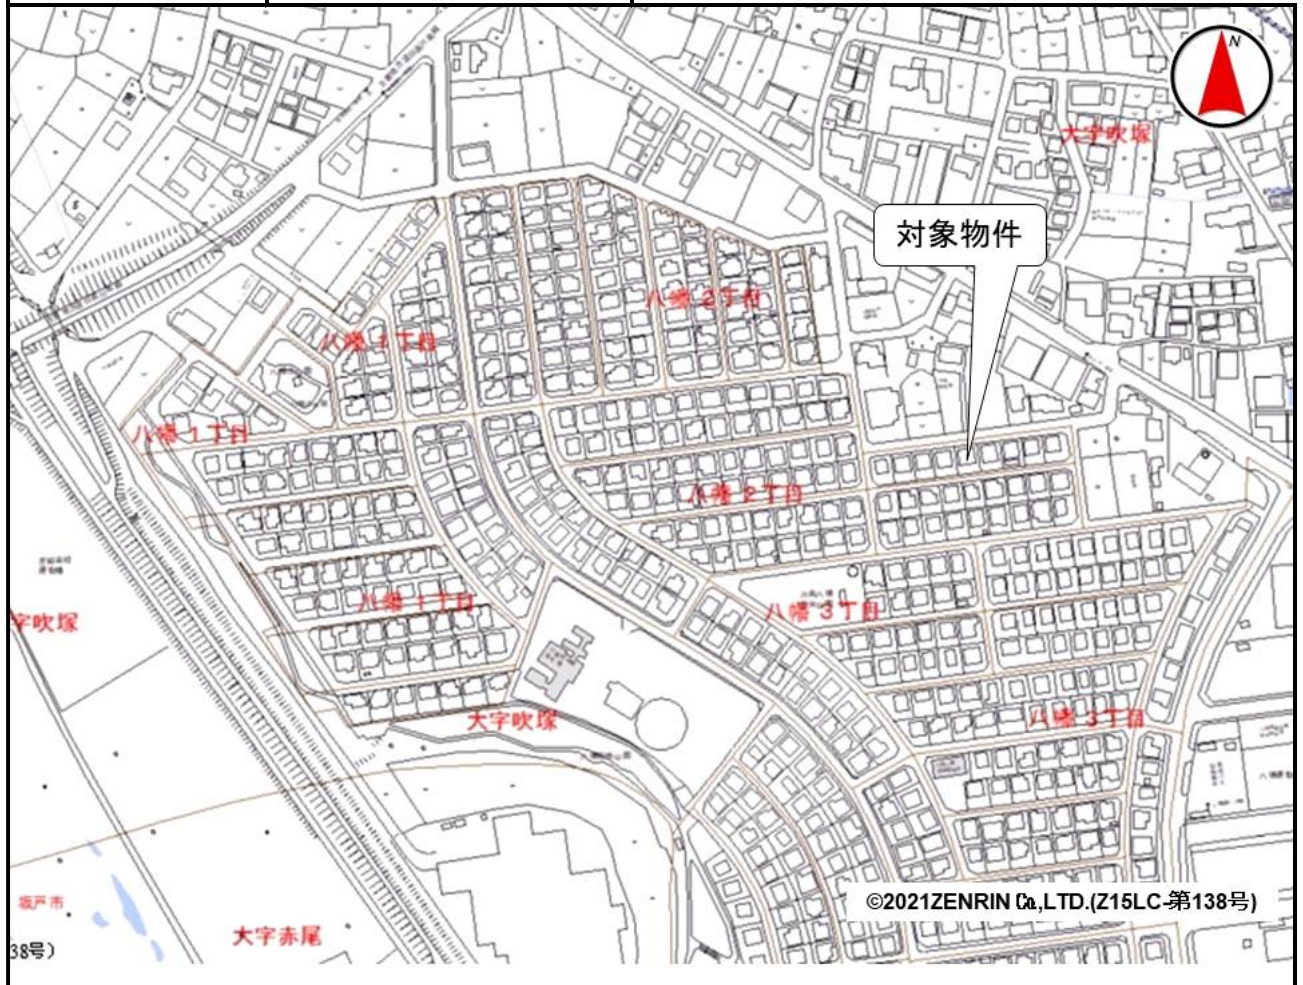 N
大字吹塚
対象物件
八幡2丁目
八幡1丁目
八幡1丁目
八幡2丁目
八幡1丁目
八幡3丁目
字吹塚
大字吹塚
八幡3丁目
坂戸市
大字赤尾
©2021ZENRIN Co.,LTD.(Z15LC-第138号)
38号)